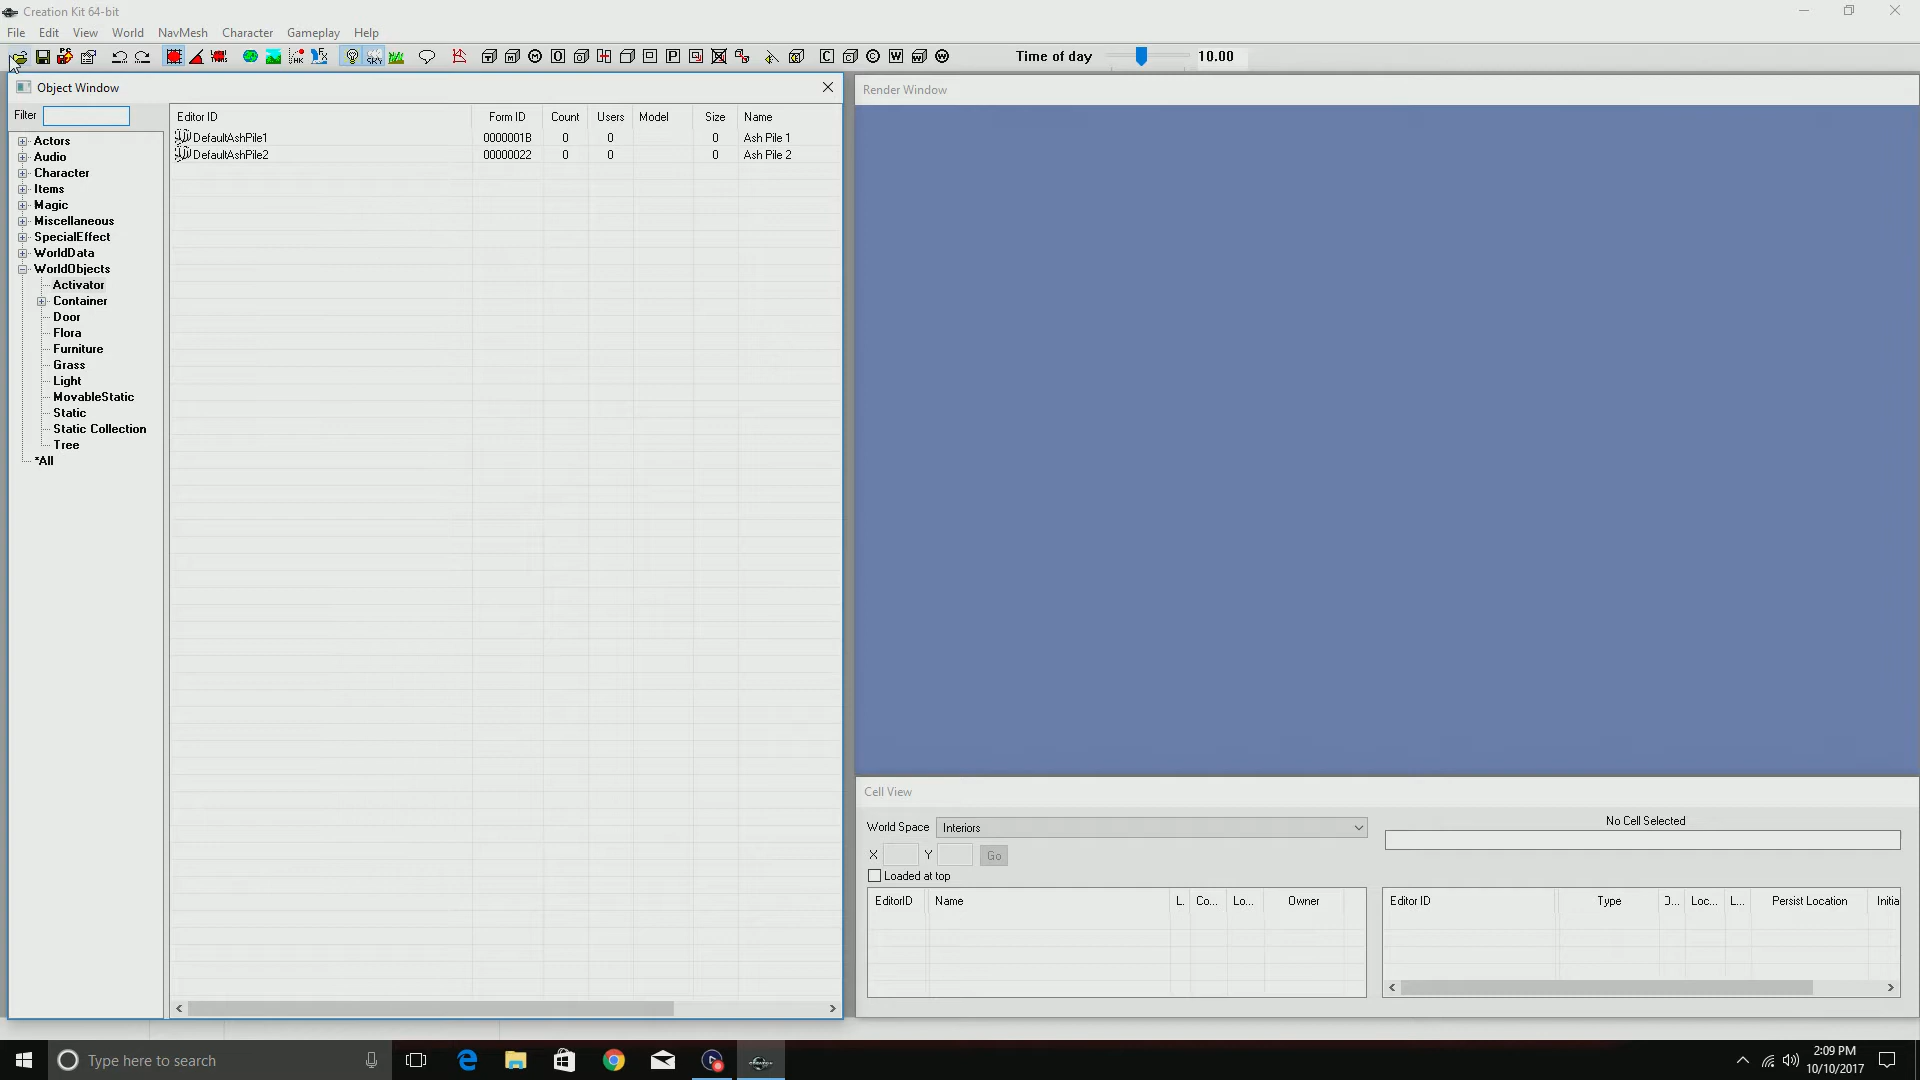 Creation Kit 64-bit
File Edit View World NavMesh Character Gameplay Help
Time of day 10.00
Object Window
Filter
Actors
Audio
Character
Items
Magic
Miscellaneous
SpecialEffect
WorldData
WorldObjects
Activator
Container
Door
Flora
Furniture
Grass
Light
MovableStatic
Static
Static Collection
Tree
*All
Editor ID Form ID Count Users Model Size Name
DefaultAshPile1 0000001B 0 0 0 Ash Pile 1
DefaultAshPile2 00000022 0 0 0 Ash Pile 2
Render Window
Cell View
World Space Interiors
X Y Go
Loaded at top
No Cell Selected
EditorID Name L. Co... Lo... Owner
Editor ID Type Loc... L... Persist Location Initia
Type here to search
2:09 PM
10/10/2017